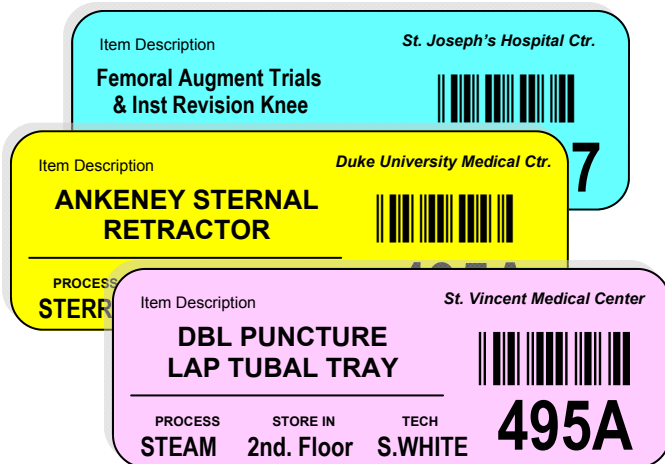 Item Description
St. Joseph’s Hospital Ctr.
Femoral Augment Trials
& Inst Revision Knee
7
Item Description
Duke University Medical Ctr.
ANKENEY STERNAL
RETRACTOR
PROCESS
STERR
Item Description
St. Vincent Medical Center
DBL PUNCTURE
LAP TUBAL TRAY
PROCESS STORE IN TECH
STEAM 2nd. Floor S.WHITE
495A